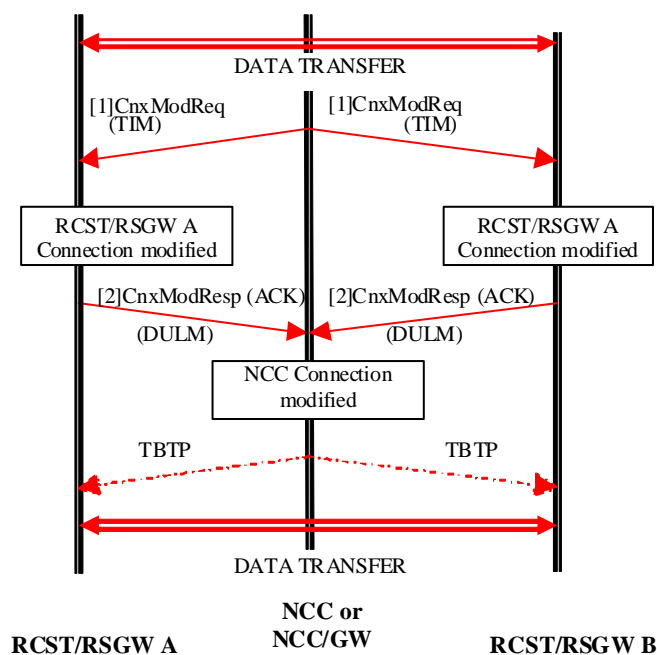 DATA TRANSFER
[1]CnxModReq
(TIM)
[1]CnxModReq
(TIM)
RCST/RSGW A
Connection modified
RCST/RSGW A
Connection modified
[2]CnxModResp (ACK)
(DULM)
[2]CnxModResp (ACK)
(DULM)
NCC Connection
modified
TBTP
TBTP
DATA TRANSFER
RCST/RSGW A
NCC or
NCC/GW
RCST/RSGW B